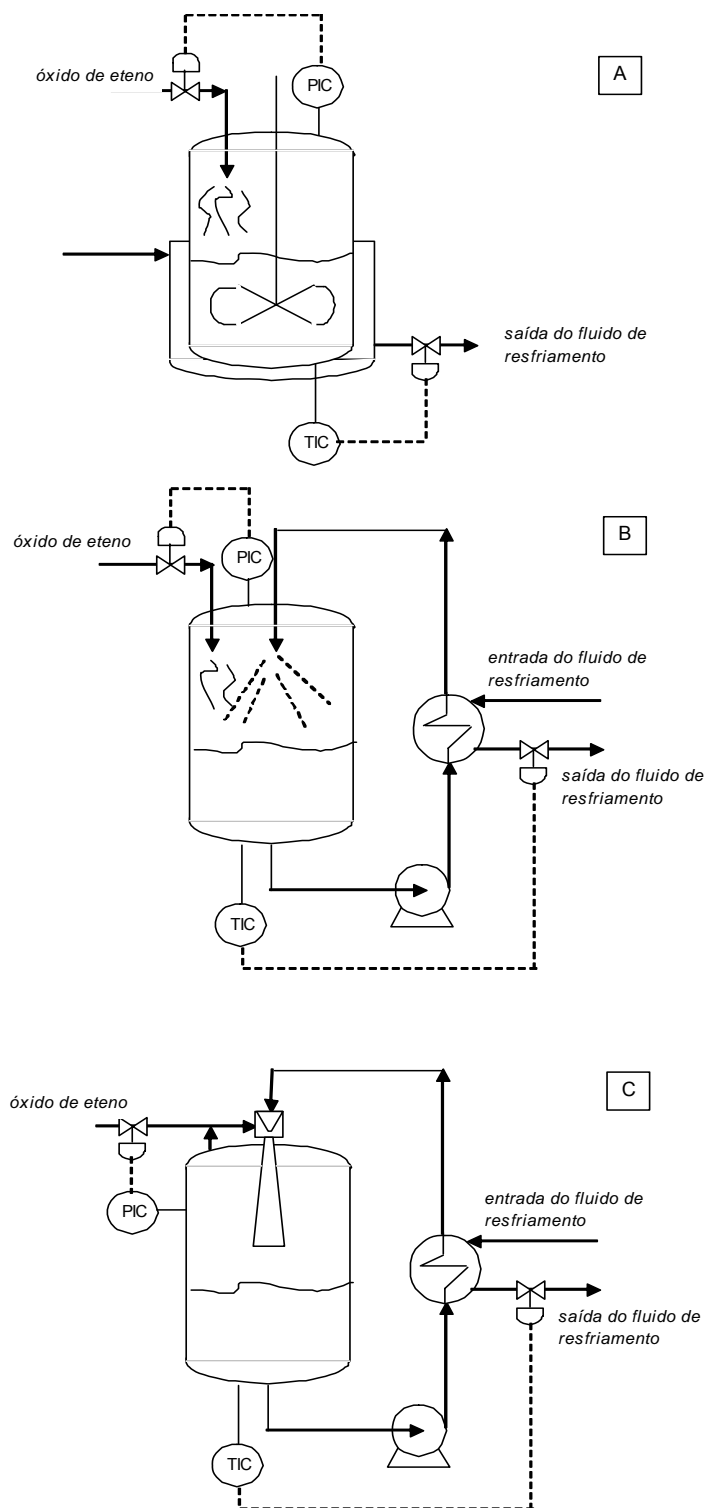 A
óxido de eteno
PIC
saída do fluido de
resfriamento
TIC
B
óxido de eteno
PIC
entrada do fluido de
resfriamento
saída do fluido de
resfriamento
TIC
C
óxido de eteno
PIC
entrada do fluido de
resfriamento
saída do fluido de
resfriamento
TIC